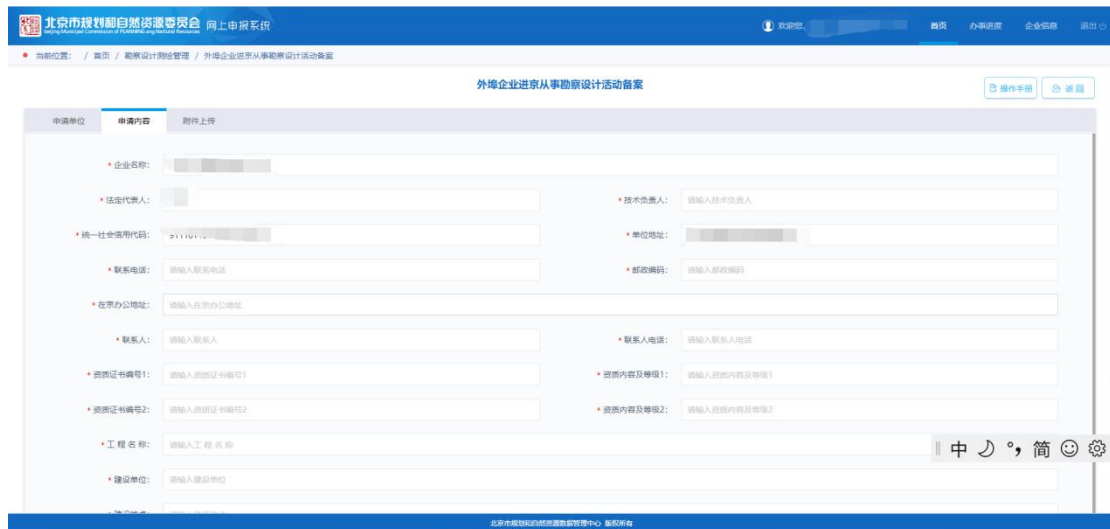 北京市规划和自然资源委员会 网上申报系统 欢迎您, 首页 办事进度 企业信息 退出
当前位置: / 首页 / 勘察设计测绘管理 / 外埠企业进京从事勘察设计活动备案
外埠企业进京从事勘察设计活动备案 操作手册 返回
申请单位 申请内容 附件上传
* 企业名称:
* 法定代表人: * 技术负责人: 请输入技术负责人
* 统一社会信用代码: * 单位地址:
* 联系电话: 请输入联系电话 * 邮政编码: 请输入邮政编码
* 在京办公地址: 请输入在京办公地址
* 联系人: 请输入联系人 * 联系人电话: 请输入联系人电话
* 资质证书编号1: 请输入资质证书编号1 * 资质内容及等级1: 请输入资质内容及等级1
* 资质证书编号2: 请输入资质证书编号2 * 资质内容及等级2: 请输入资质内容及等级2
* 工程名称: 请输入工程名称
中 简
* 建设单位: 请输入建设单位
北京市规划和自然资源数据管理中心 版权所有